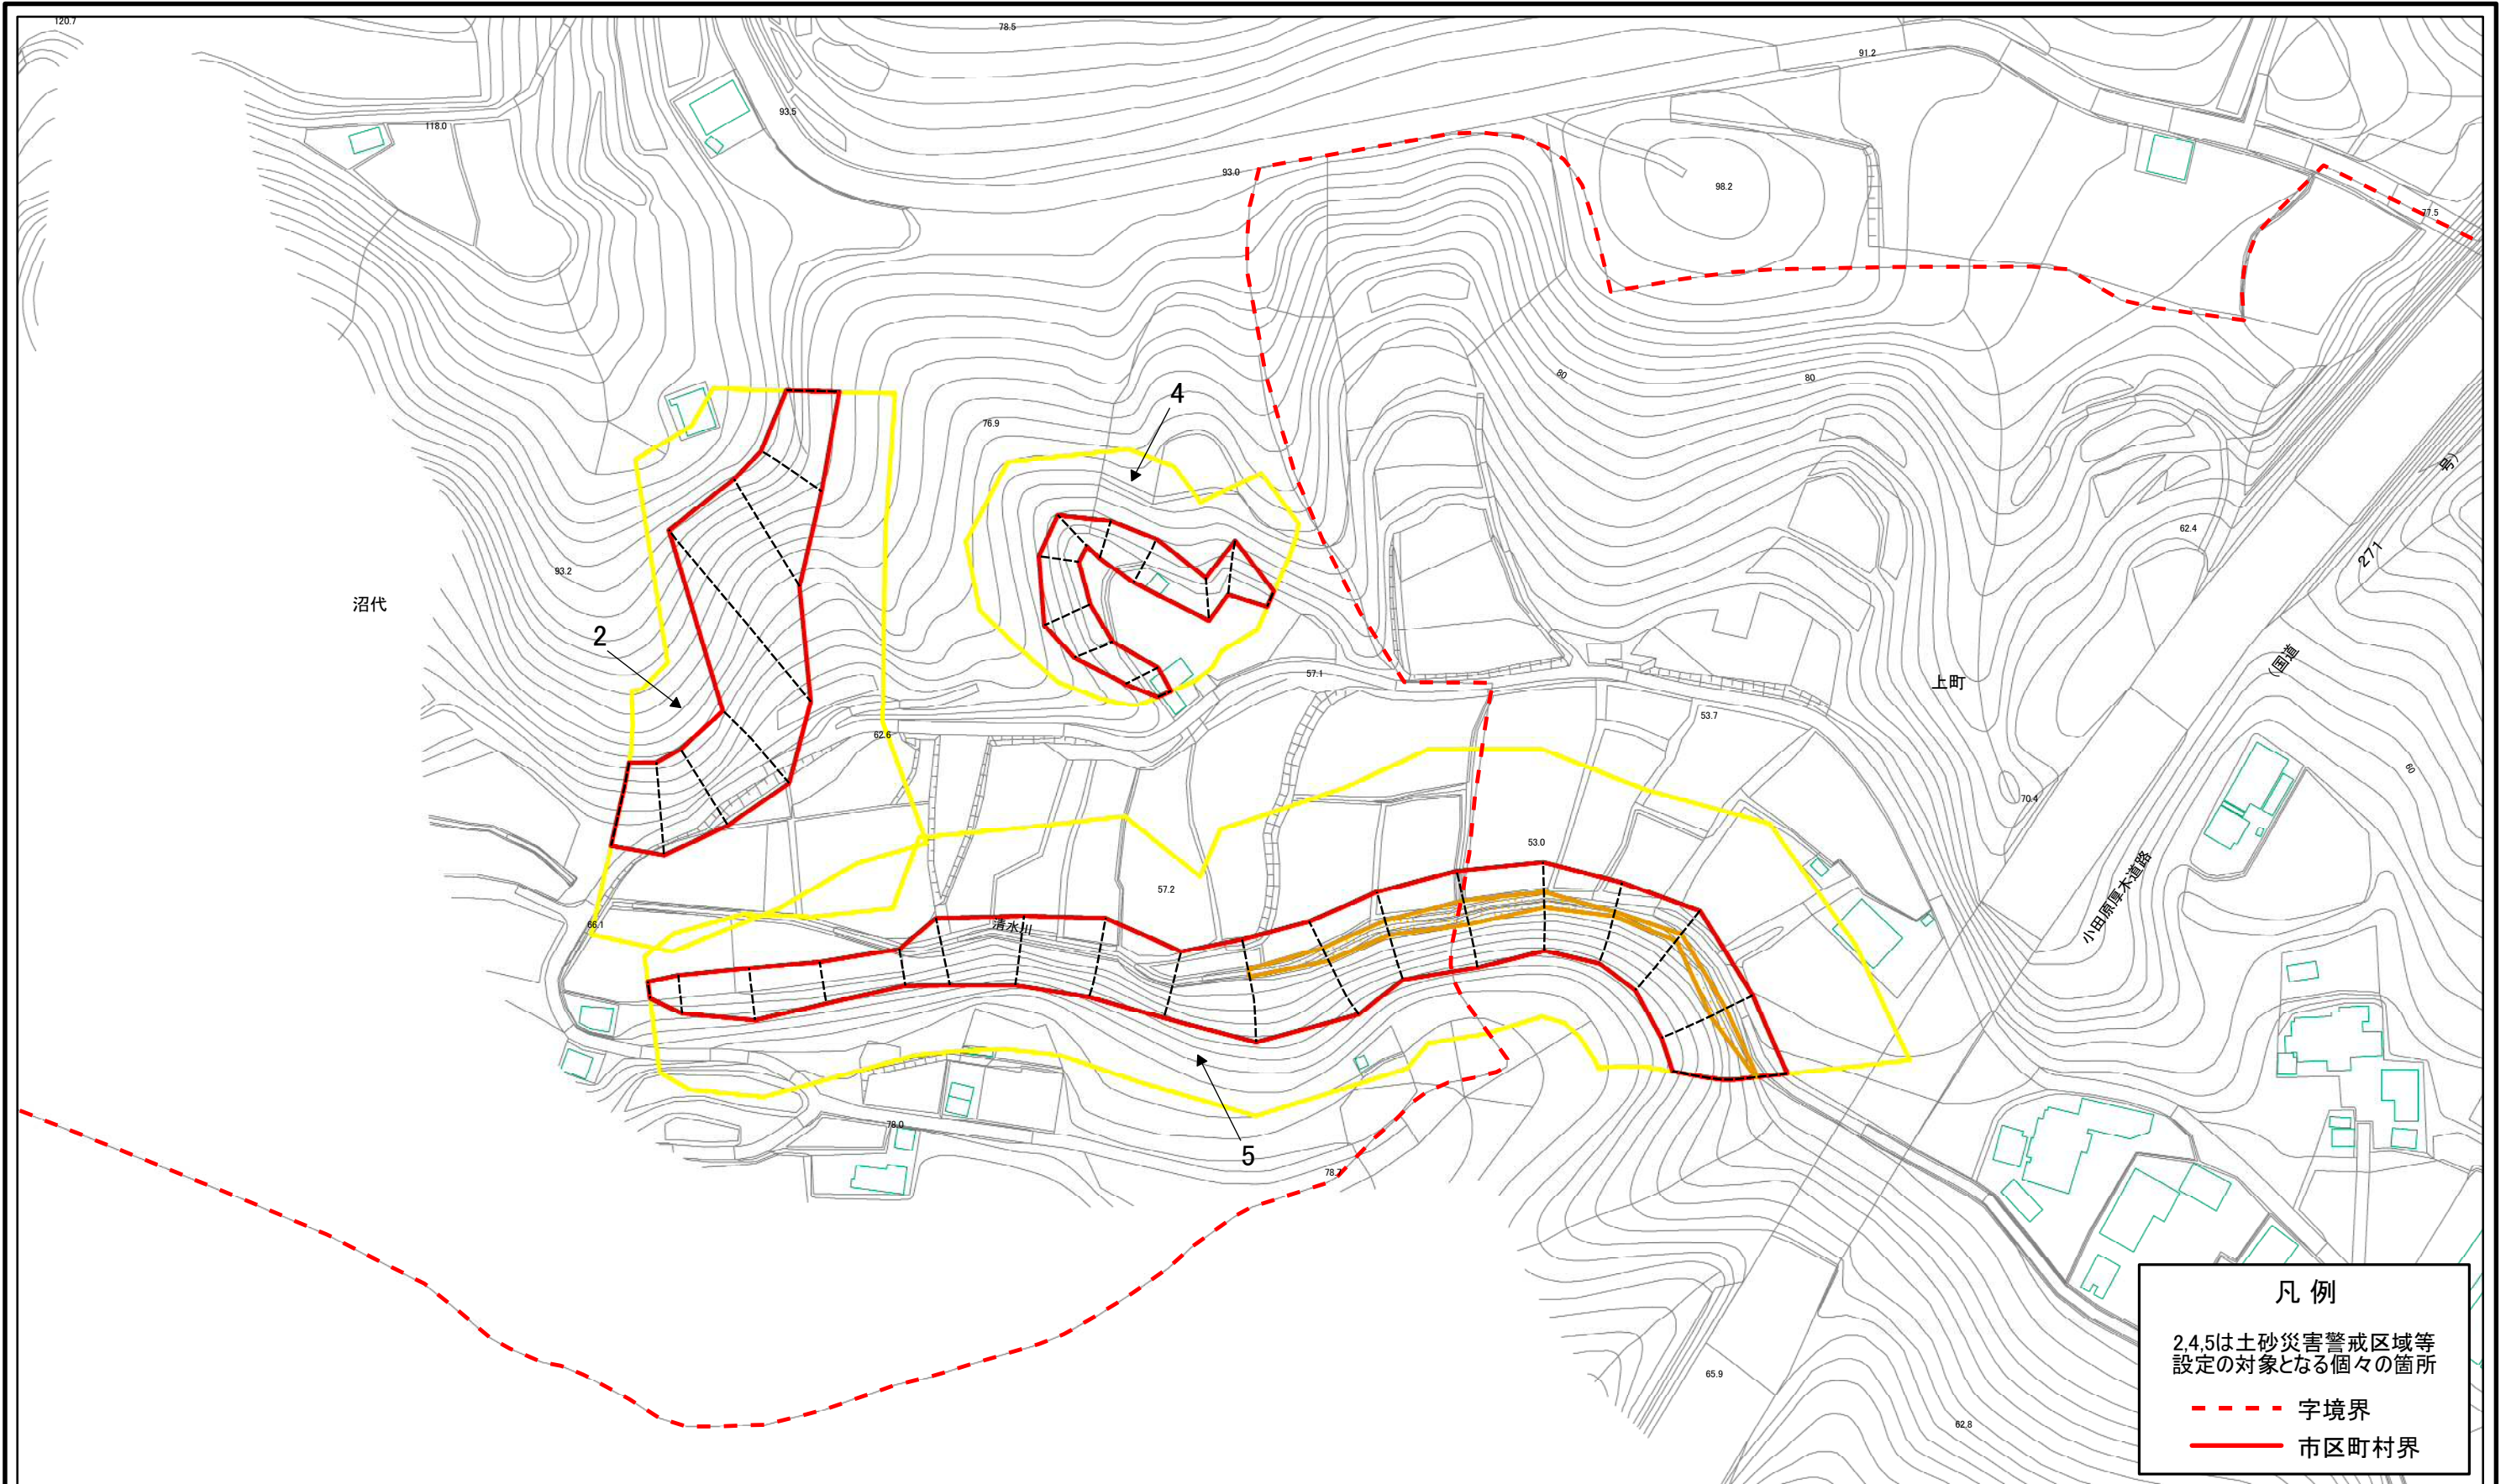 120.7
78.5
91.2
93.5
118.0
93.0
98.2
77.5
80
80
4
76.9
号)
62.4
271
93.2
沼代
2
(国道
57.1
上町
53.7
62.6
60
70.4
53.0
小田原厚木道路
57.2
清水川
66.1
78.0
5
78.7
65.9
62.8
凡 例
2,4,5は土砂災害警戒区域等
設定の対象となる個々の箇所
字境界
市区町村界